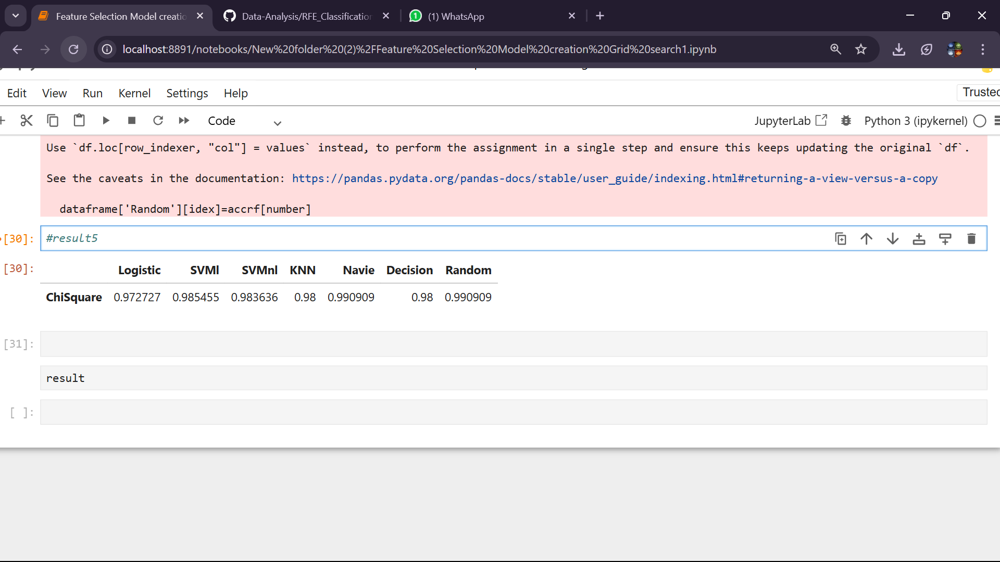 Feature Selection Model creatio
Data-Analysis/RFE_Classification
(1) WhatsApp
localhost:8891/notebooks/New%20folder%20(2)%2FFeature%20Selection%20Model%20creation%20Grid%20search1.ipynb
Edit View Run Kernel Settings Help
Trusted
Code
JupyterLab
Python 3 (ipykernel)
Use `df.loc[row_indexer, "col"] = values` instead, to perform the assignment in a single step and ensure this keeps updating the original `df`.
See the caveats in the documentation: https://pandas.pydata.org/pandas-docs/stable/user_guide/indexing.html#returning-a-view-versus-a-copy
dataframe['Random'][idex]=accrf[number]
[30]: #result5
[30]: Logistic SVMl SVMnl KNN Navie Decision Random
ChiSquare 0.972727 0.985455 0.983636 0.98 0.990909 0.98 0.990909
[31]:
result
[ ]: